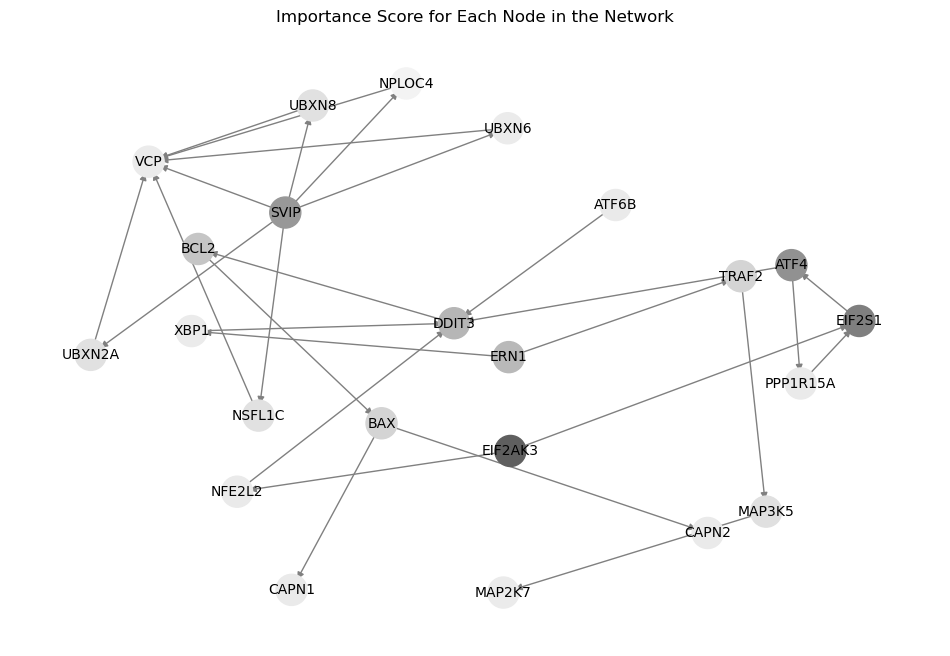 Importance Score for Each Node in the Network
NPLOC4
UBXN8
UBXN6
VCP
ATF6B
SVIP
BCL2
ATF4
TRAF2
EIF2S1
DDIT3
XBP1
UBXN2A
ERN1
PPP1R15A
NSFL1C
BAX
EIF2AK3
NFE2L2
MAP3K5
CAPN2
CAPN1
MAP2K7